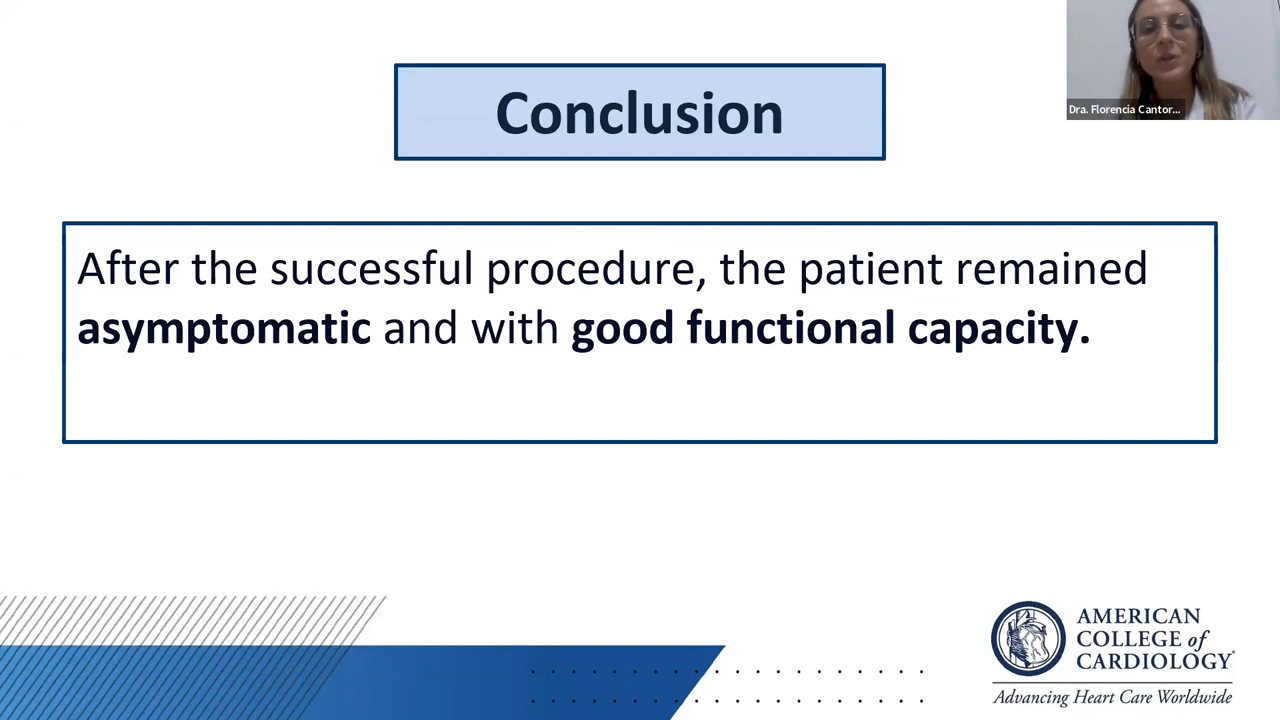 Conclusion
Dra. Florencia Cantor...
After the successful procedure, the patient remained
asymptomatic and with good functional capacity.
AMERICAN
COLLEGE of
CARDIOLOGY®
Advancing Heart Care Worldwide